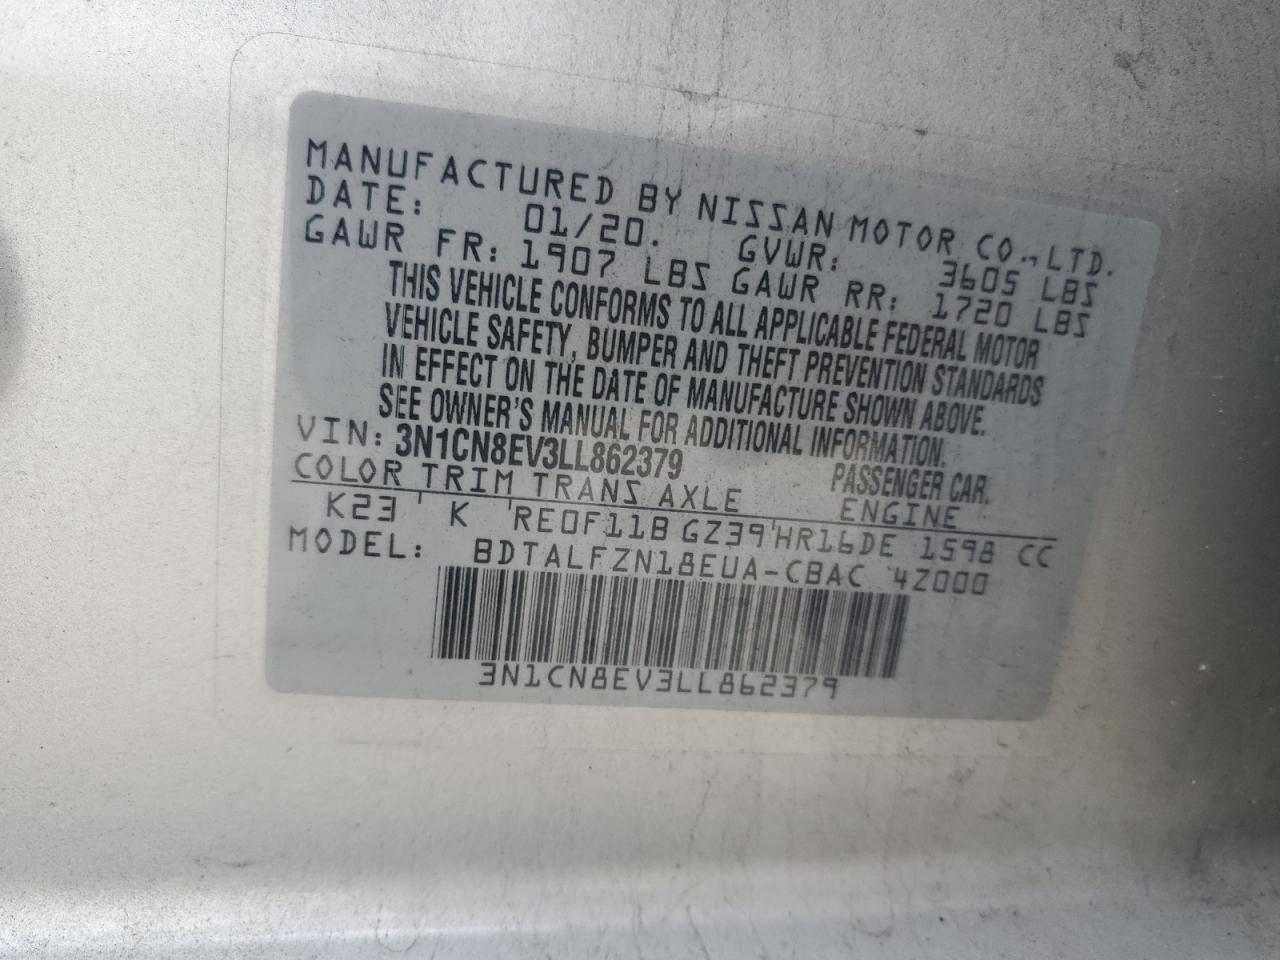 MANUFACTURED BY NISSAN MOTOR CO., LTD.
DATE: 01/20. GVWR: 3605 LBS
GAWR FR: 1907 LBS GAWR RR: 1720 LBS
THIS VEHICLE CONFORMS TO ALL APPLICABLE FEDERAL MOTOR
VEHICLE SAFETY, BUMPER AND THEFT PREVENTION STANDARDS
IN EFFECT ON THE DATE OF MANUFACTURE SHOWN ABOVE.
SEE OWNER'S MANUAL FOR ADDITIONAL INFORMATION.
VIN: 3N1CN8EV3LL862379 PASSENGER CAR.
COLOR TRIM TRANS AXLE ENGINE
K23 K RE0F11B GZ39 HR16DE 1598 CC
MODEL: BDTALFZN18EUA-CBAC 4Z000
3N1CN8EV3LL862379